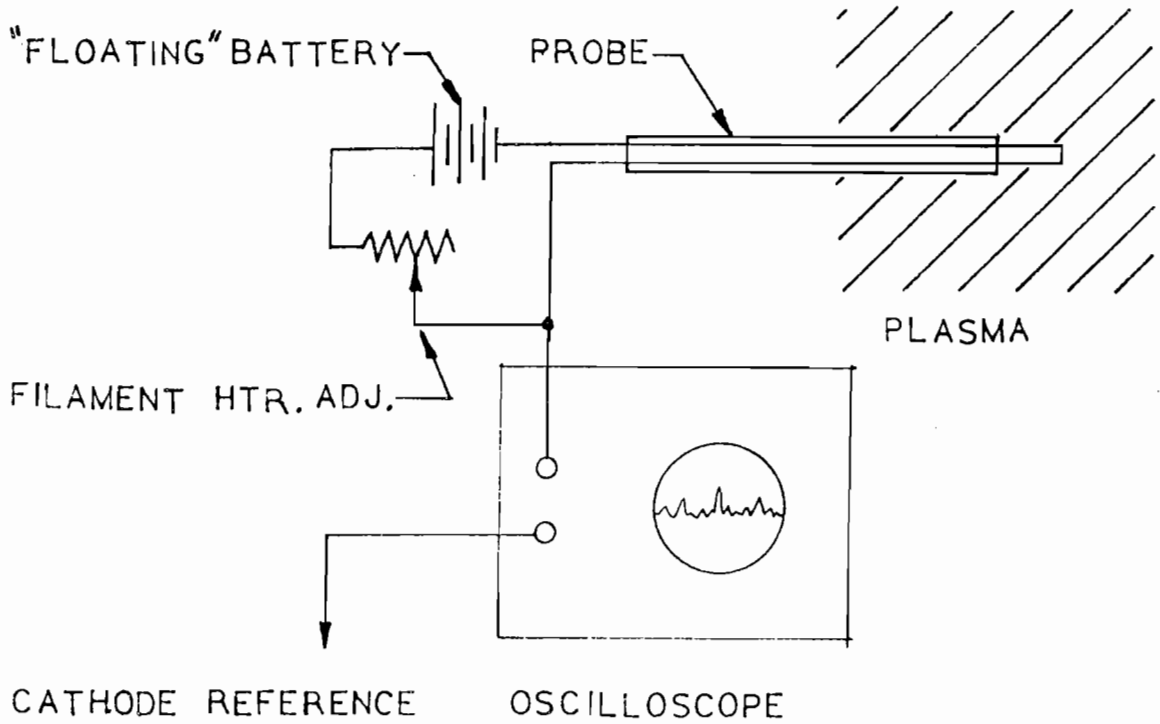 "FLOATING" BATTERY
PROBE
PLASMA
FILAMENT HTR. ADJ.
CATHODE REFERENCE
OSCILLOSCOPE